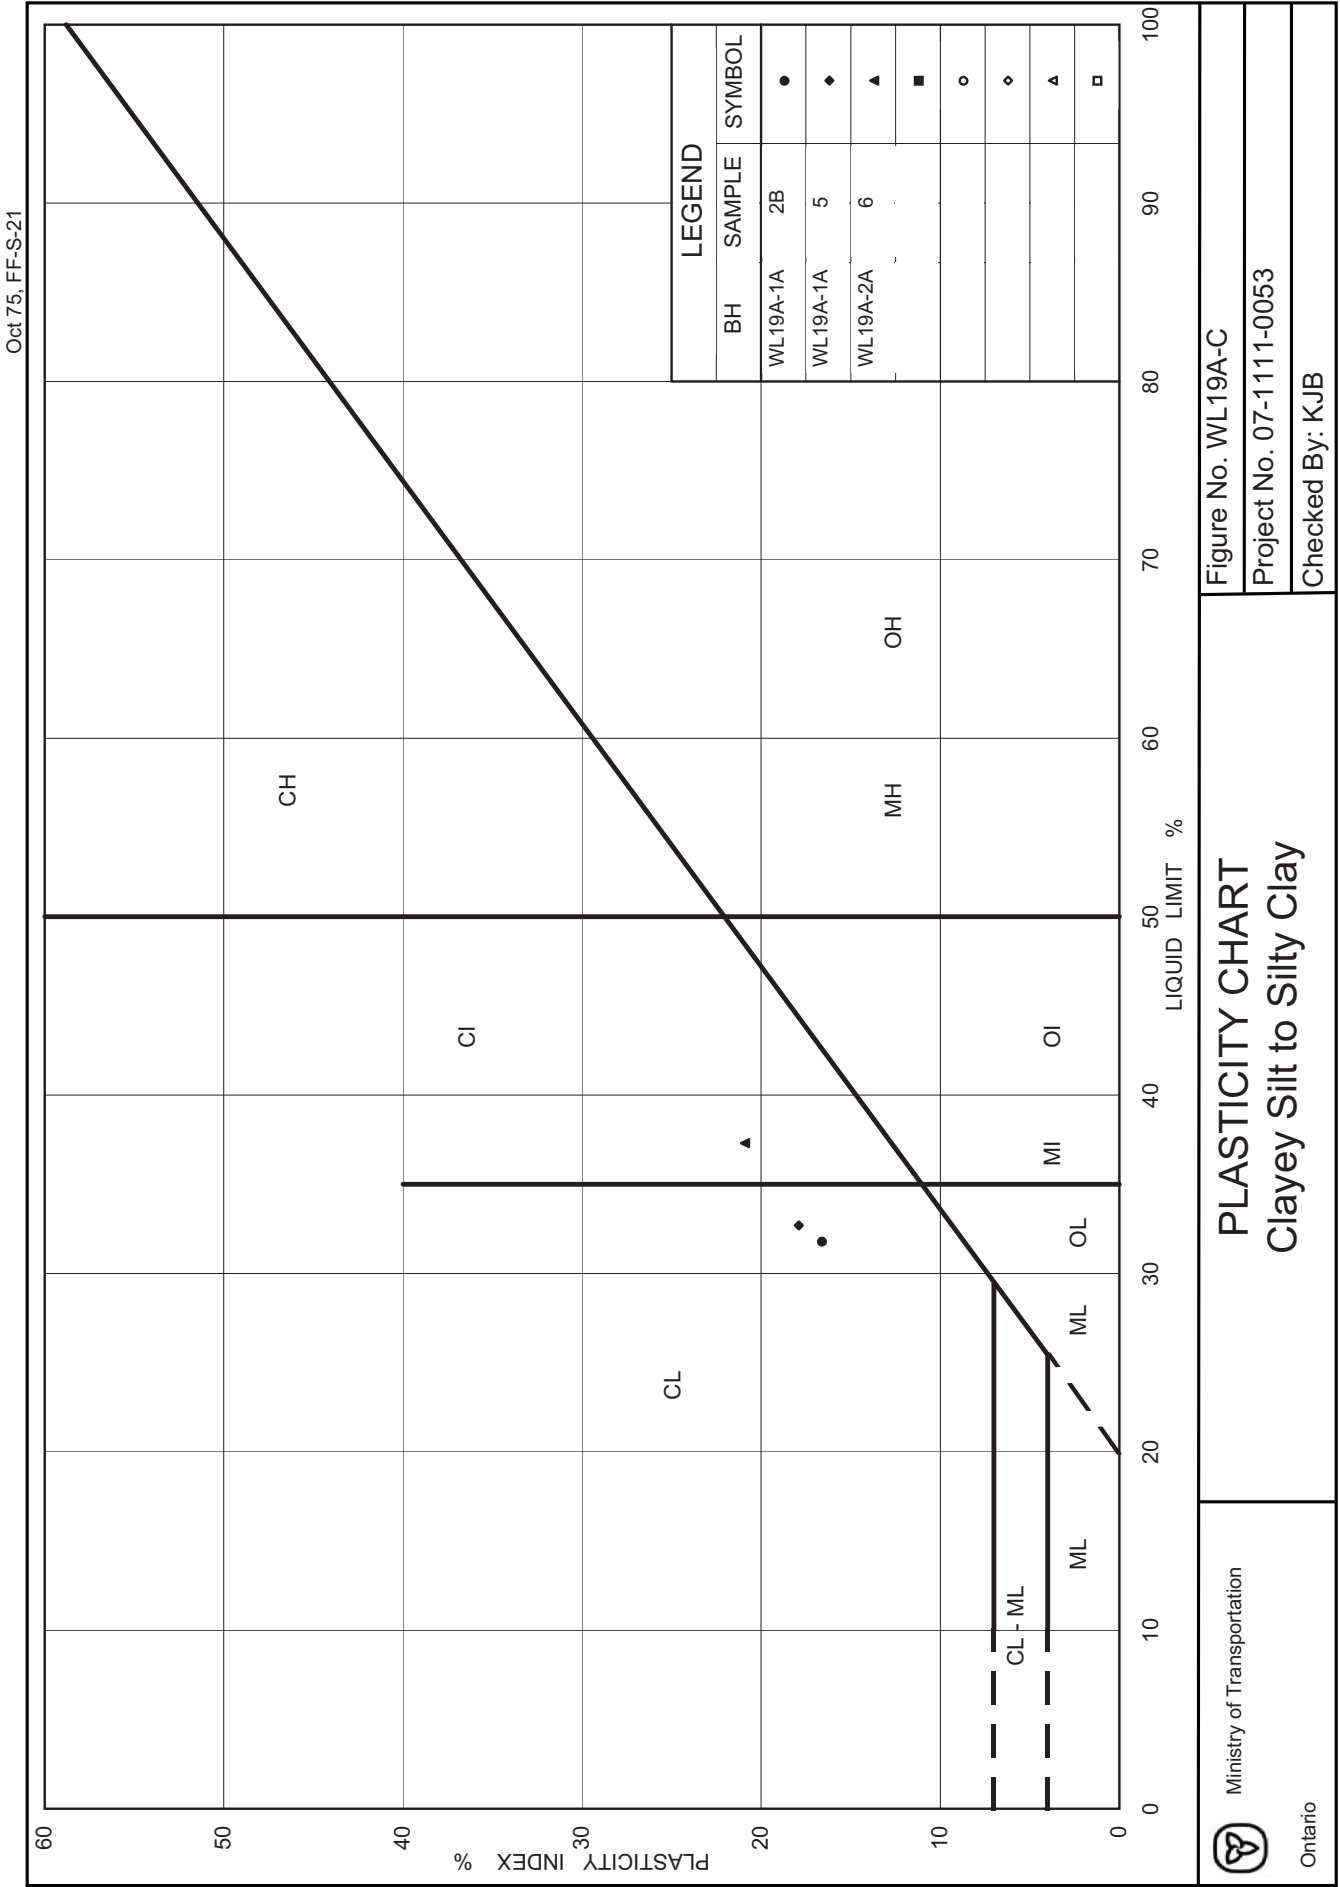 Oct 75, FF-S-21
60
50
40
30
20
10
0
PLASTICITY INDEX %
CH
CI
CL
OH
MH
OI
MI
OL
ML
CL - ML
ML
LEGEND
BH SAMPLE SYMBOL
WL19A-1A 2B
WL19A-1A 5
WL19A-2A 6
0 10 20 30 40 50 60 70 80 90 100
LIQUID LIMIT %
Ministry of Transportation
Ontario
PLASTICITY CHART
Clayey Silt to Silty Clay
Figure No. WL19A-C
Project No. 07-1111-0053
Checked By: KJB